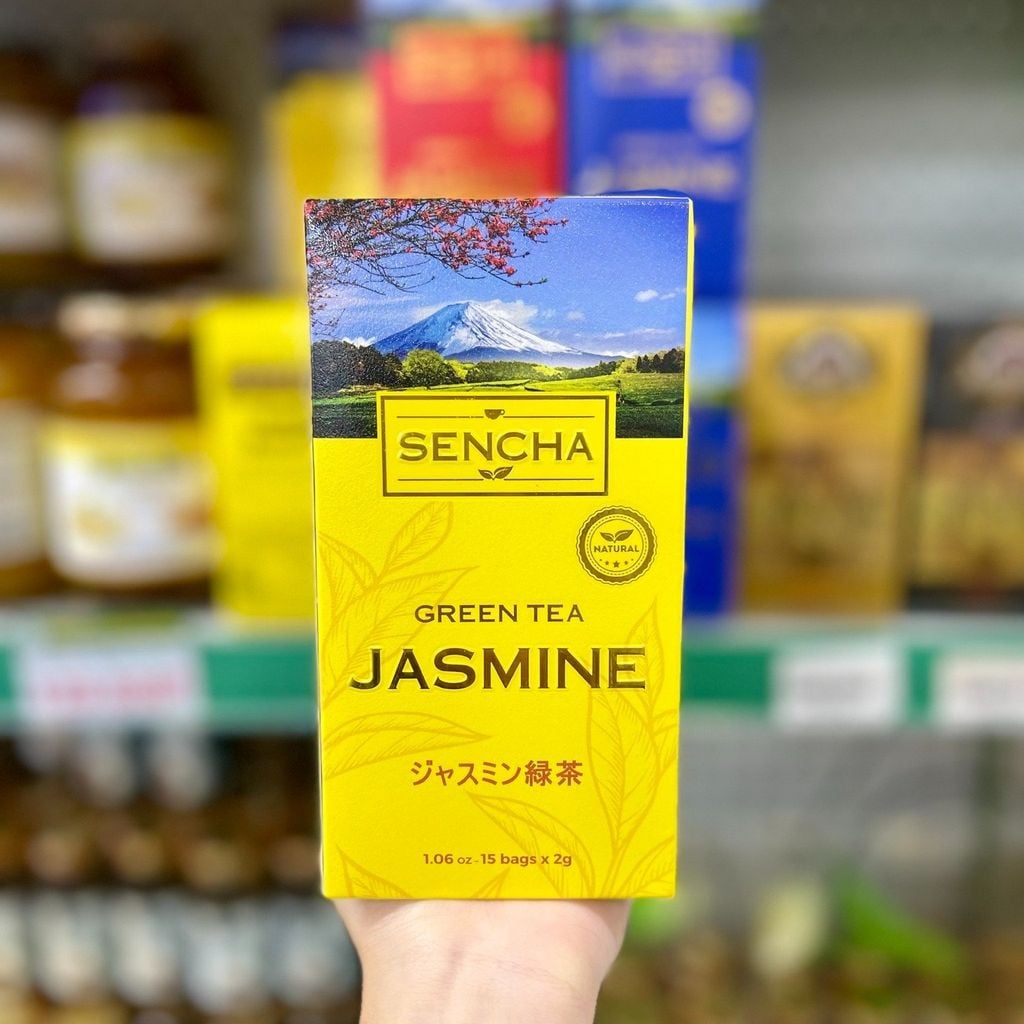 SENCHA
NATURAL
GREEN TEA
JASMINE
ジャスミン緑茶
1.06 oz - 15 bags x 2g